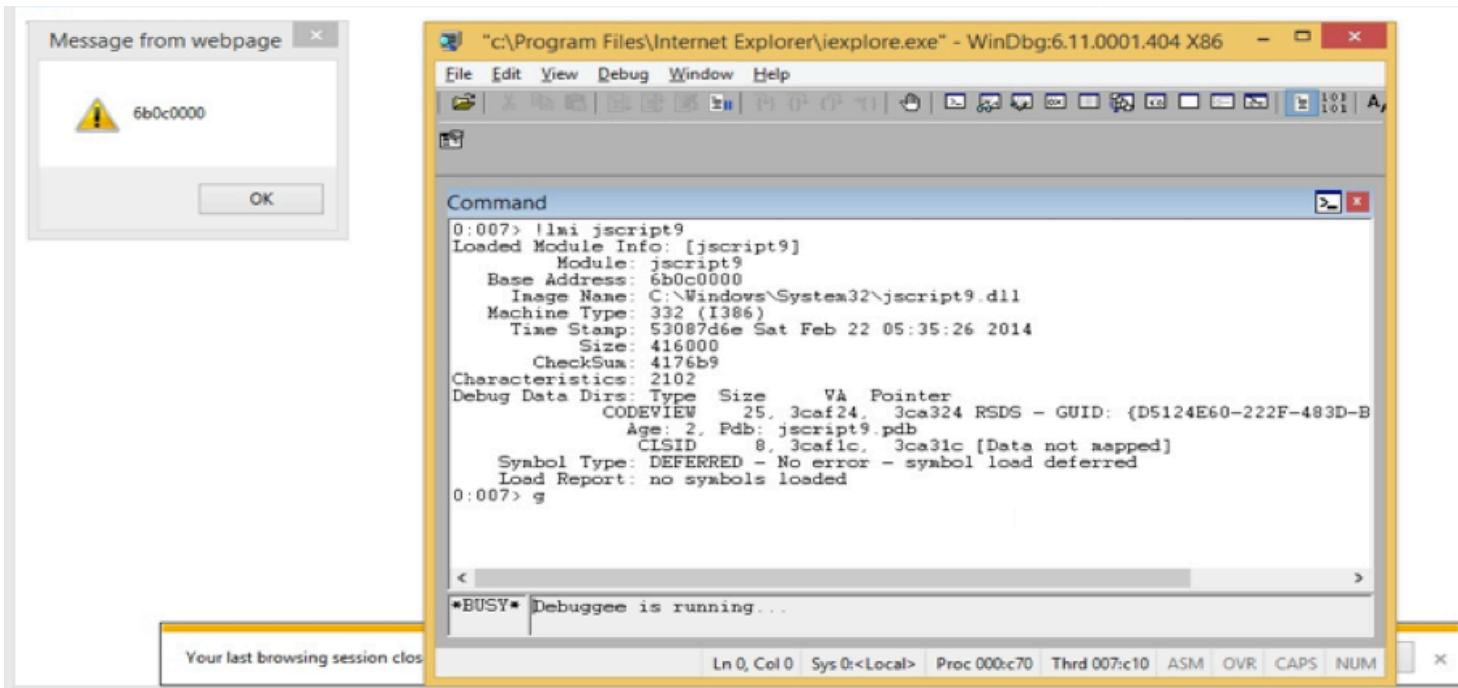 Message from webpage
6b0c0000
OK
"c:\Program Files\Internet Explorer\iexplore.exe" - WinDbg:6.11.0001.404 X86
File Edit View Debug Window Help
Command
0:007> !lmi jscript9
Loaded Module Info: [jscript9]
Module: jscript9
Base Address: 6b0c0000
Image Name: C:\Windows\System32\jscript9.dll
Machine Type: 332 (I386)
Time Stamp: 53087d6e Sat Feb 22 05:35:26 2014
Size: 416000
CheckSum: 4176b9
Characteristics: 2102
Debug Data Dirs: Type Size VA Pointer
CODEVIEW 25, 3caf24, 3ca324 RSDS - GUID: {D5124E60-222F-483D-B
Age: 2, Pdb: jscript9.pdb
CLSID 8, 3caf1c, 3ca31c [Data not mapped]
Symbol Type: DEFERRED - No error - symbol load deferred
Load Report: no symbols loaded
0:007> g
*BUSY* Debuggee is running...
Your last browsing session clos
Ln 0, Col 0 Sys 0:<Local> Proc 000:c70 Thrd 007:c10 ASM OVR CAPS NUM